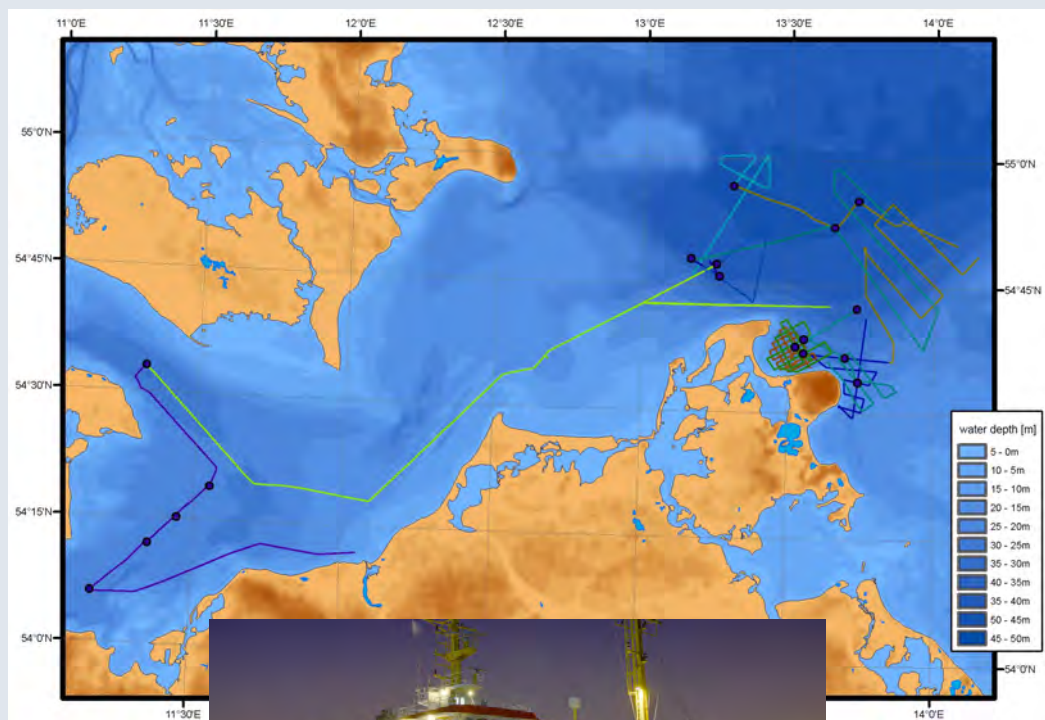 11°0'E 11°30'E 12°0'E 12°30'E 13°0'E 13°30'E 14°0'E
55°0'N
55°0'N
54°45'N
54°45'N
54°30'N
54°15'N
54°0'N
54°0'N
water depth [m]
5 - 0m
10 - 5m
15 - 10m
20 - 15m
25 - 20m
30 - 25m
35 - 30m
40 - 35m
35 - 40m
50 - 45m
45 - 50m
11°30'E 12°0'E 14°0'E